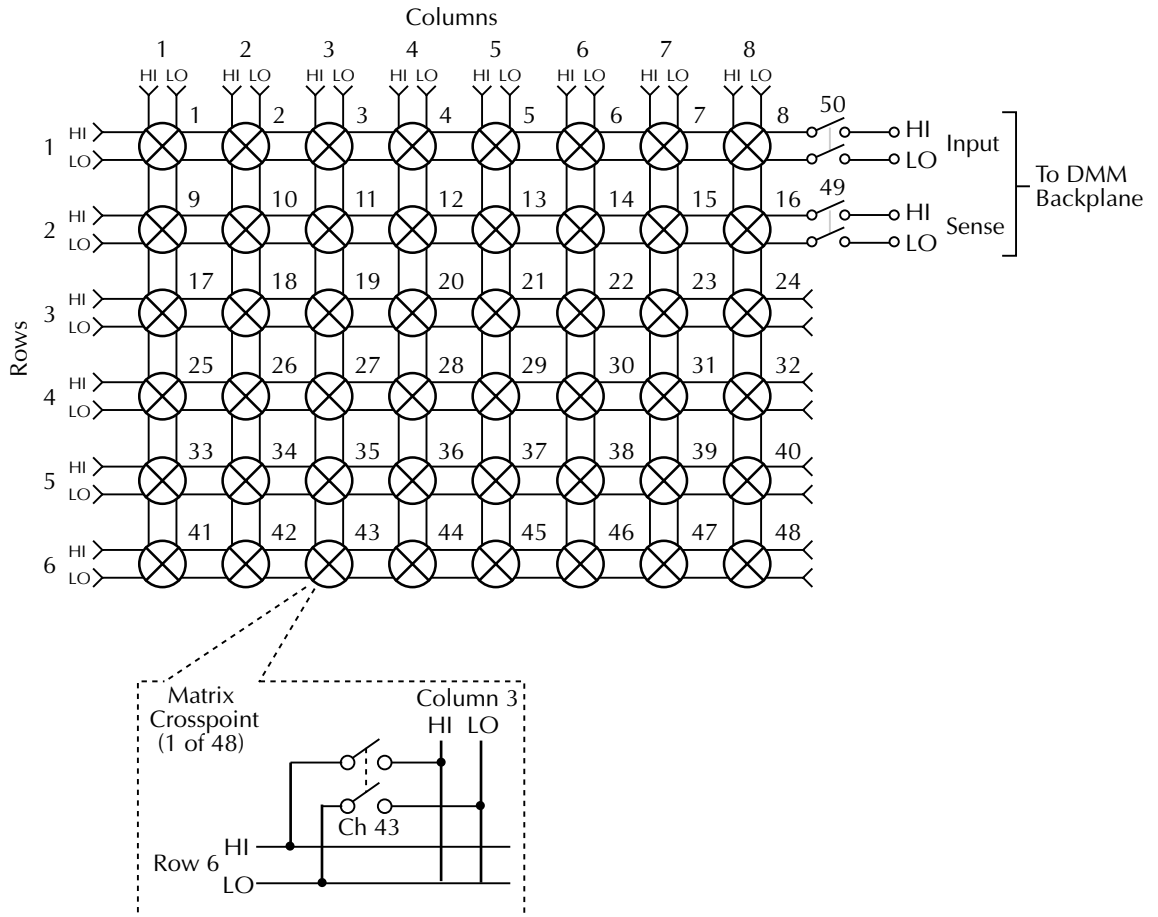 Columns
1 2 3 4 5 6 7 8
HI LO HI LO HI LO HI LO HI LO HI LO HI LO HI LO
1 2 3 4 5 6 7 8 50
1 HI HI Input
LO LO
To DMM
Backplane
9 10 11 12 13 14 15 16 49
2 HI HI Sense
LO LO
17 18 19 20 21 22 23 24
3 HI
LO
Rows
25 26 27 28 29 30 31 32
4 HI
LO
33 34 35 36 37 38 39 40
5 HI
LO
41 42 43 44 45 46 47 48
6 HI
LO
Matrix
Crosspoint
(1 of 48)
Column 3
HI LO
Ch 43
Row 6 HI
LO